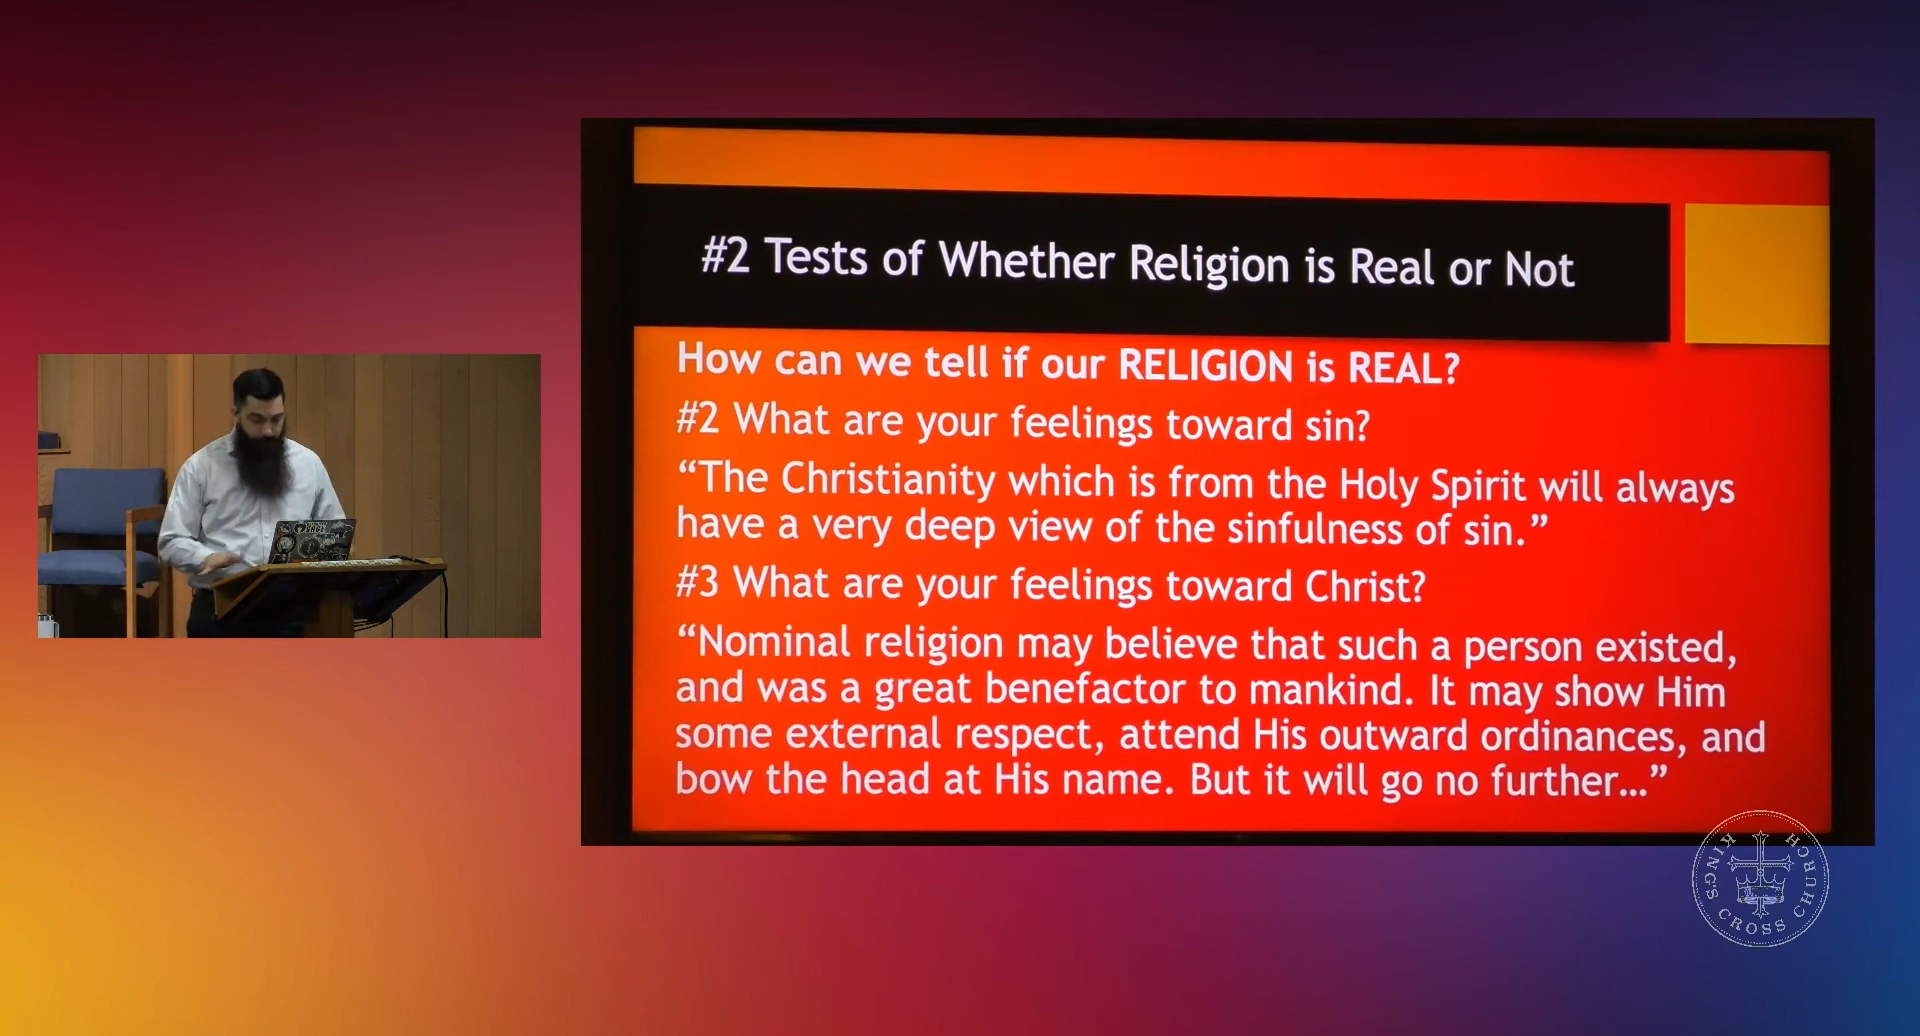 #2 Tests of Whether Religion is Real or Not
How can we tell if our RELIGION is REAL?
#2 What are your feelings toward sin?
“The Christianity which is from the Holy Spirit will always
have a very deep view of the sinfulness of sin.”
#3 What are your feelings toward Christ?
“Nominal religion may believe that such a person existed,
and was a great benefactor to mankind. It may show Him
some external respect, attend His outward ordinances, and
bow the head at His name. But it will go no further…”
KING'S CROSS CHURCH